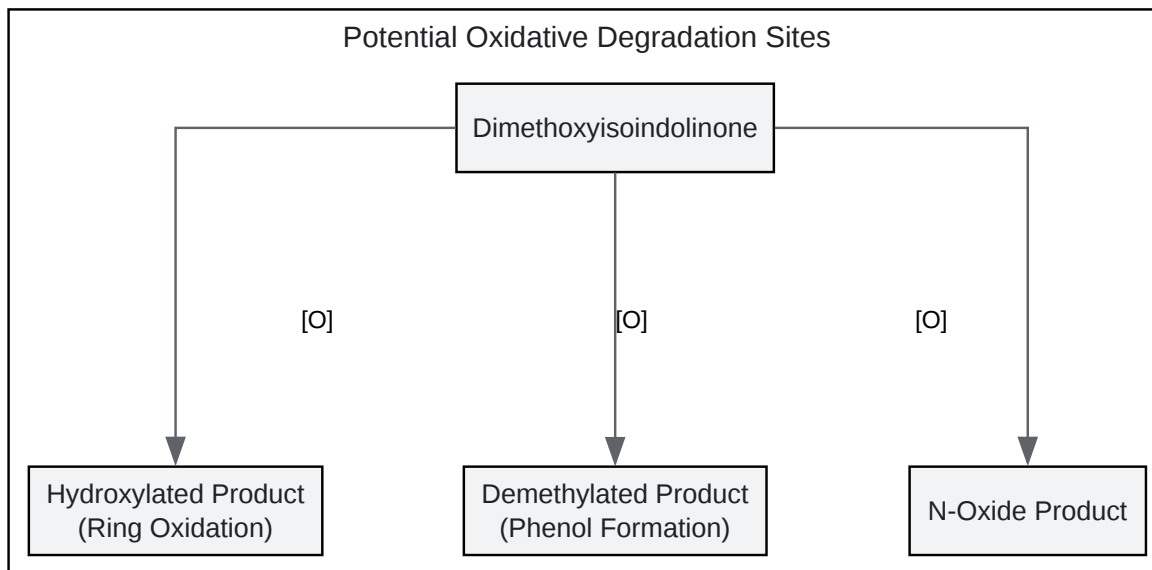 Potential Oxidative Degradation Sites
Dimethoxyisoindolinone
[O]
[O]
[O]
Hydroxylated Product
(Ring Oxidation)
Demethylated Product
(Phenol Formation)
N-Oxide Product